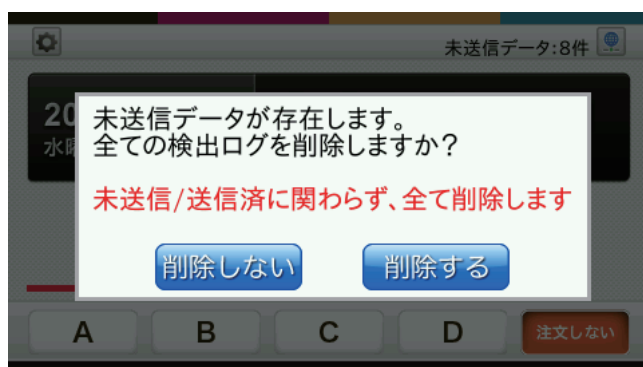 未送信データ:8件
20
水曜
未送信データが存在します。
全ての検出ログを削除しますか?
未送信/送信済に関わらず、全て削除します
削除しない
削除する
A
B
C
D
注文しない